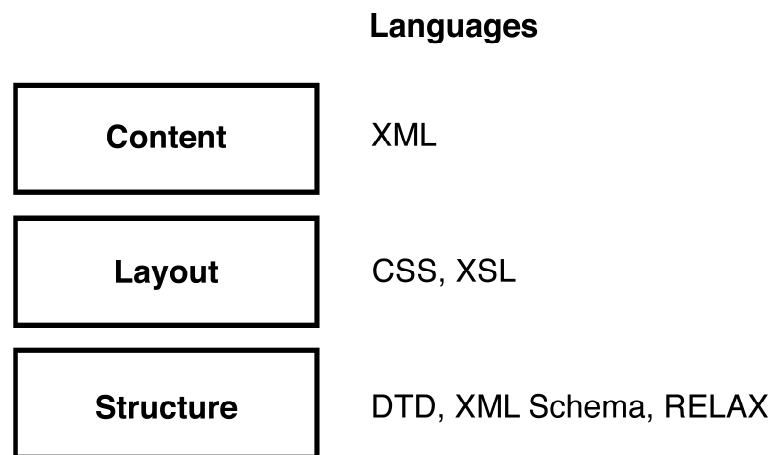 Languages
Content XML
Layout CSS, XSL
Structure DTD, XML Schema, RELAX